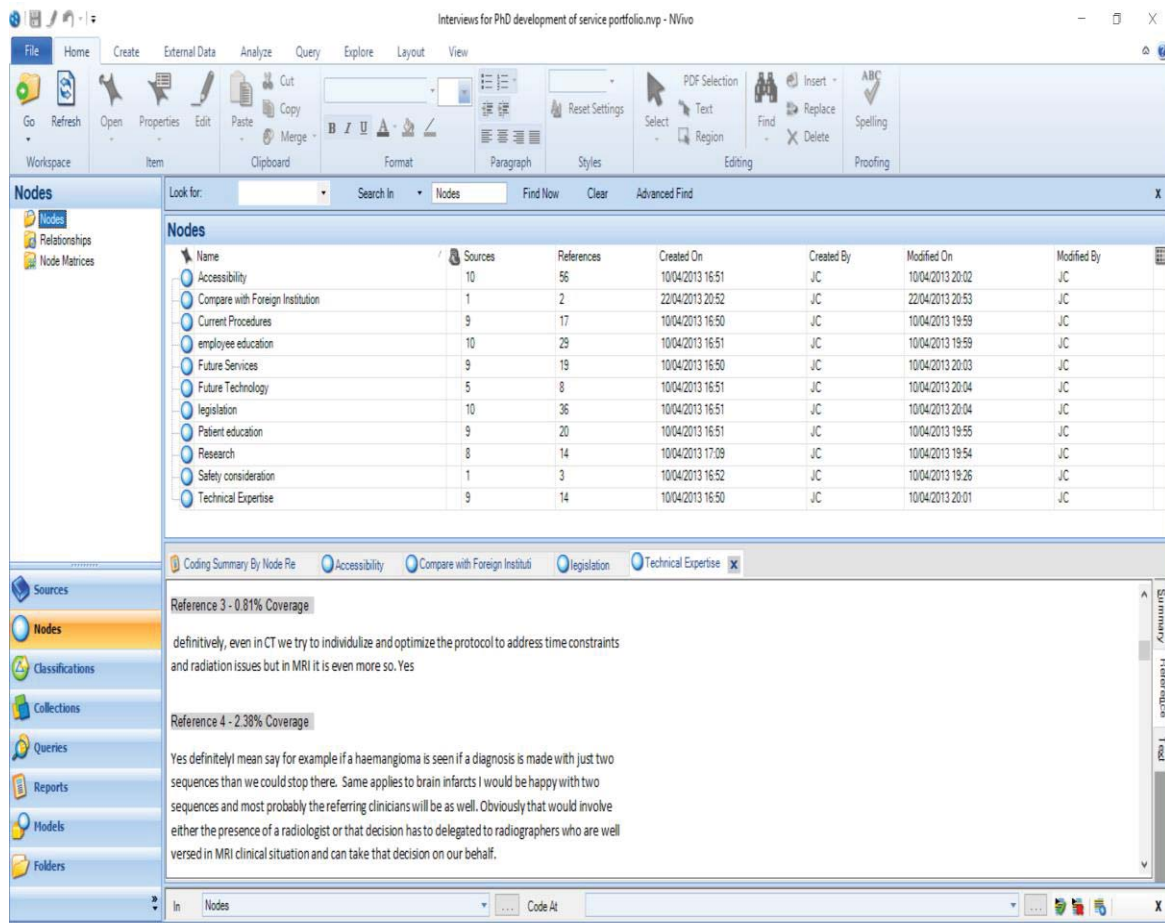 Interviews for PhD development of service portfolio.nvp - NVivo
File Home Create External Data Analyze Query Explore Layout View
Go Refresh Open Properties Edit Paste Cut Copy Merge
B I U
Reset Settings
Select PDF Selection Text Region Find Insert Replace Delete
ABC Spelling
Workspace Item Clipboard Format Paragraph Styles Editing Proofing
Nodes
Nodes
Relationships
Node Matrices
Look for: Search In Nodes Find Now Clear Advanced Find X
Nodes
Name Sources References Created On Created By Modified On Modified By
Accessibility 10 56 10/04/2013 16:51 JC 10/04/2013 20:02 JC
Compare with Foreign Institution 1 2 22/04/2013 20:52 JC 22/04/2013 20:53 JC
Current Procedures 9 17 10/04/2013 16:50 JC 10/04/2013 19:59 JC
employee education 10 29 10/04/2013 16:51 JC 10/04/2013 19:59 JC
Future Services 9 19 10/04/2013 16:50 JC 10/04/2013 20:03 JC
Future Technology 5 8 10/04/2013 16:51 JC 10/04/2013 20:04 JC
legislation 10 36 10/04/2013 16:51 JC 10/04/2013 20:04 JC
Patient education 9 20 10/04/2013 16:51 JC 10/04/2013 19:55 JC
Research 8 14 10/04/2013 17:09 JC 10/04/2013 19:54 JC
Safety consideration 1 3 10/04/2013 16:52 JC 10/04/2013 19:26 JC
Technical Expertise 9 14 10/04/2013 16:50 JC 10/04/2013 20:01 JC
Sources
Nodes
Classifications
Collections
Queries
Reports
Models
Folders
Coding Summary By Node Re Accessibility Compare with Foreign Instituti legislation Technical Expertise X
Reference 3 - 0.81% Coverage
definitively, even in CT we try to individulize and optimize the protocol to address time constraints
and radiation issues but in MRI it is even more so. Yes
Reference 4 - 2.38% Coverage
Yes definitelyI mean say for example if a haemangioma is seen if a diagnosis is made with just two
sequences than we could stop there. Same applies to brain infarcts I would be happy with two
sequences and most probably the referring clinicians will be as well. Obviously that would involve
either the presence of a radiologist or that decision has to delegated to radiographers who are well
versed in MRI clinical situation and can take that decision on our behalf.
Summary
Reference
Text
In Nodes ... Code At ... X